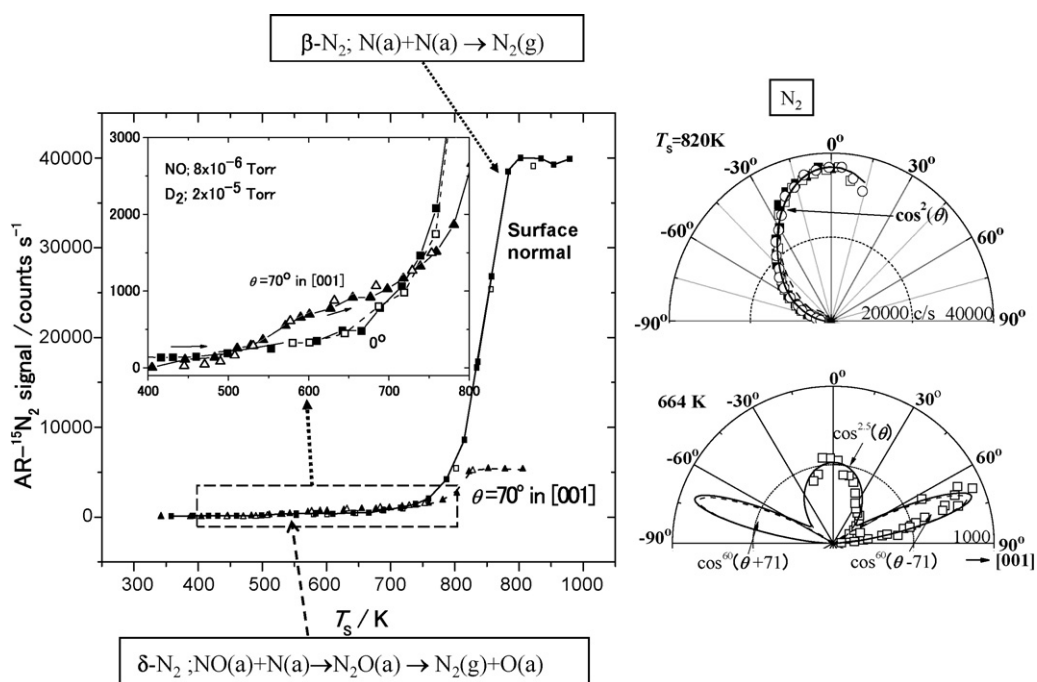 β-N₂; N(a)+N(a) → N₂(g)
AR–¹⁵N₂ signal / counts s⁻¹
40000
30000
20000
10000
0
3000
2000
1000
0
NO; 8x10⁻⁶ Torr
D₂; 2x10⁻⁵ Torr
θ=70° in [001]
0°
400 500 600 700 800
Surface
normal
θ=70° in [001]
300 400 500 600 700 800 900 1000
Tₛ / K
δ-N₂ ;NO(a)+N(a)→N₂O(a) → N₂(g)+O(a)
N₂
Tₛ=820K
0°
-30° 30°
cos²(θ)
-60° 60°
-90° 20000 c/s 40000 90°
664 K
0°
-30° 30°
cos²·⁵(θ)
-60° 60°
-90° 1000 90°
cos⁶⁰(θ+71) cos⁶⁰(θ-71) → [001]